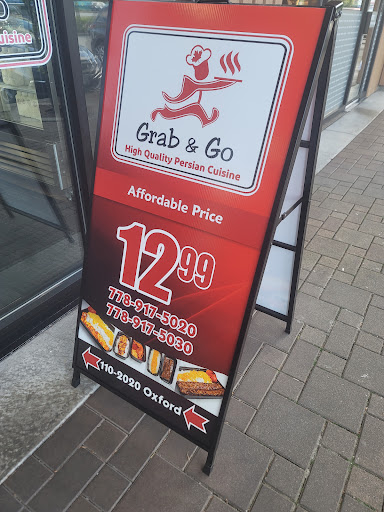 o
uisine
Grab & Go
High Quality Persian Cuisine
Affordable Price
12 99
778-917-5020
778-917-5030
110-2020 Oxford